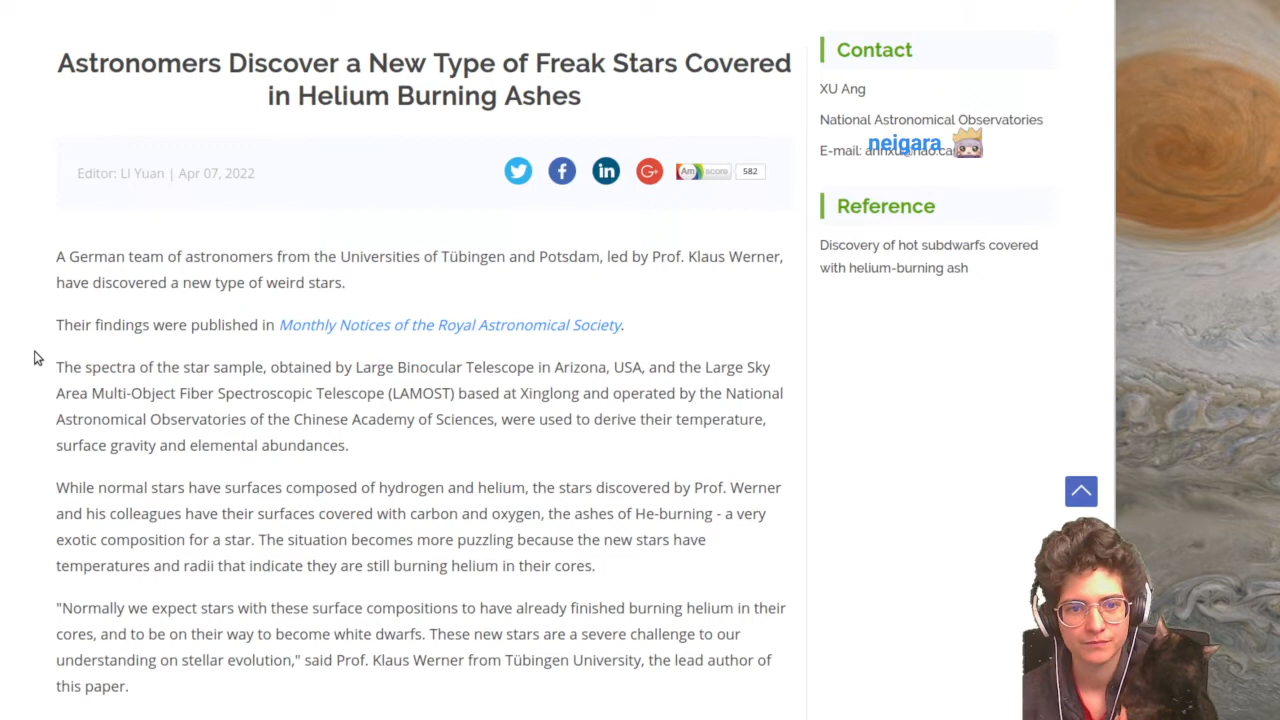 Astronomers Discover a New Type of Freak Stars Covered
in Helium Burning Ashes
Editor: LI Yuan | Apr 07, 2022
Am score 582
A German team of astronomers from the Universities of Tübingen and Potsdam, led by Prof. Klaus Werner,
have discovered a new type of weird stars.
Their findings were published in Monthly Notices of the Royal Astronomical Society.
The spectra of the star sample, obtained by Large Binocular Telescope in Arizona, USA, and the Large Sky
Area Multi-Object Fiber Spectroscopic Telescope (LAMOST) based at Xinglong and operated by the National
Astronomical Observatories of the Chinese Academy of Sciences, were used to derive their temperature,
surface gravity and elemental abundances.
While normal stars have surfaces composed of hydrogen and helium, the stars discovered by Prof. Werner
and his colleagues have their surfaces covered with carbon and oxygen, the ashes of He-burning - a very
exotic composition for a star. The situation becomes more puzzling because the new stars have
temperatures and radii that indicate they are still burning helium in their cores.
"Normally we expect stars with these surface compositions to have already finished burning helium in their
cores, and to be on their way to become white dwarfs. These new stars are a severe challenge to our
understanding on stellar evolution," said Prof. Klaus Werner from Tübingen University, the lead author of
this paper.
Contact
XU Ang
National Astronomical Observatories
neigara
E-mail:
Reference
Discovery of hot subdwarfs covered
with helium-burning ash